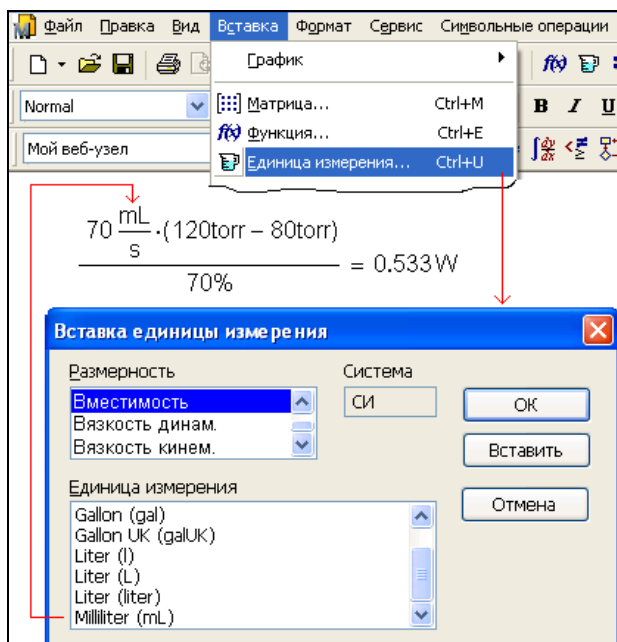 Файл Правка Вид Вставка Формат Сервис Символьные операции
График
f(x)
Normal
[:::] Матрица... Ctrl+M
B I U
f(x) Функция... Ctrl+E
Мой веб-узел
Единица измерения... Ctrl+U
70 mL/s · (120torr – 80torr)
70%
= 0.533W
Вставка единицы измерения
Размерность
Система
Вместимость
СИ
ОК
Вязкость динам.
Вязкость кинем.
Вставить
Единица измерения
Отмена
Gallon (gal)
Gallon UK (galUK)
Liter (l)
Liter (L)
Liter (liter)
Milliliter (mL)